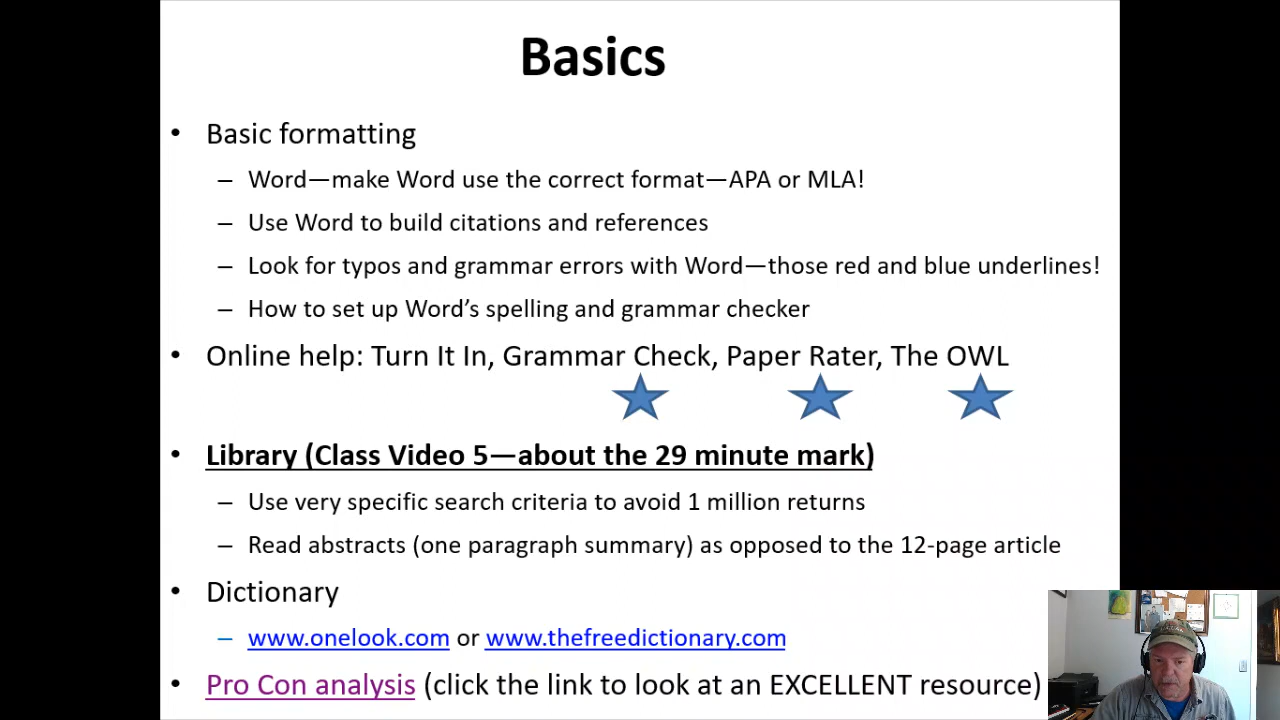 Basics
• Basic formatting
– Word—make Word use the correct format—APA or MLA!
– Use Word to build citations and references
– Look for typos and grammar errors with Word—those red and blue underlines!
– How to set up Word’s spelling and grammar checker
• Online help: Turn It In, Grammar Check, Paper Rater, The OWL
• Library (Class Video 5—about the 29 minute mark)
– Use very specific search criteria to avoid 1 million returns
– Read abstracts (one paragraph summary) as opposed to the 12-page article
• Dictionary
– www.onelook.com or www.thefreedictionary.com
• Pro Con analysis (click the link to look at an EXCELLENT resource)